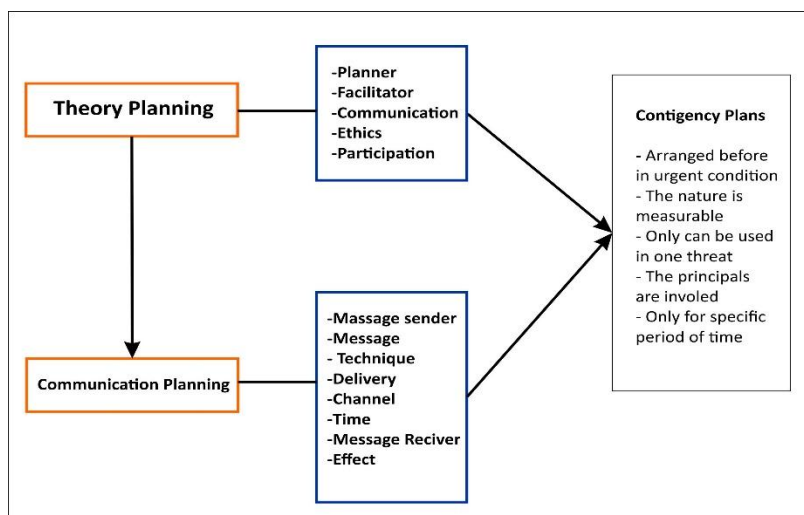 Theory Planning
-Planner
-Facilitator
-Communication
-Ethics
-Participation
Communication Planning
-Massage sender
-Message
- Technique
-Delivery
-Channel
-Time
-Message Reciver
-Effect
Contigency Plans
- Arranged before
in urgent condition
- The nature is
measurable
- Only can be used
in one threat
- The principals
are involed
- Only for specific
period of time